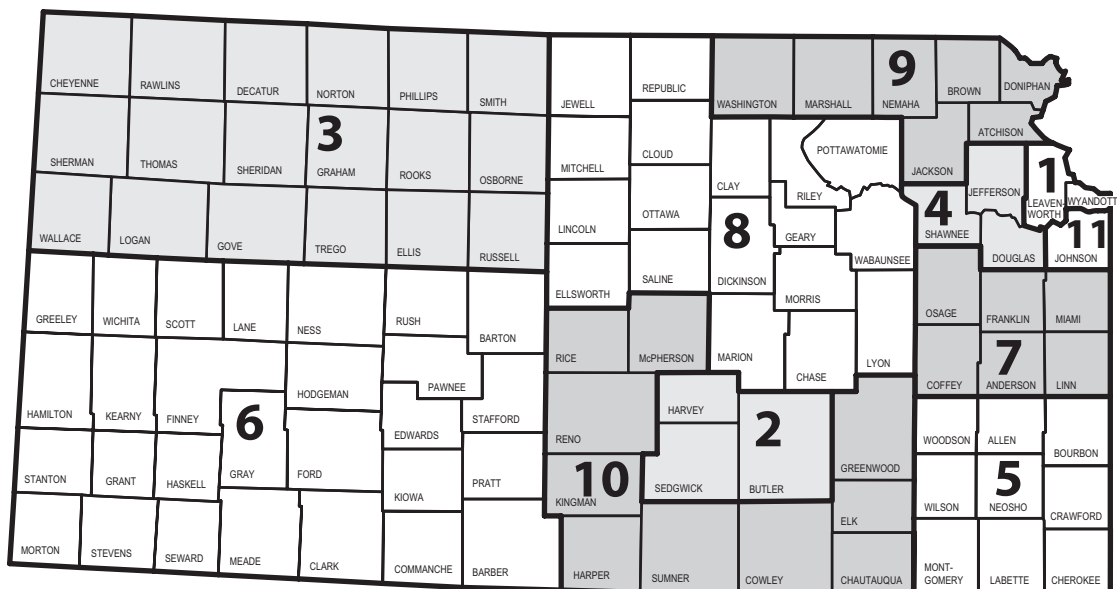 CHEYENNE
RAWLINS
DECATUR
NORTON
PHILLIPS
SMITH
JEWELL
REPUBLIC
WASHINGTON
MARSHALL
9
NEMAHA
BROWN
DONIPHAN
SHERMAN
THOMAS
SHERIDAN
3
GRAHAM
ROOKS
OSBORNE
MITCHELL
CLOUD
CLAY
RILEY
POTTAWATOMIE
JACKSON
ATCHISON
JEFFERSON
1
LEAVEN-
WORTH
WYANDOTT
WALLACE
LOGAN
GOVE
TREGO
ELLIS
RUSSELL
LINCOLN
OTTAWA
8
DICKINSON
GEARY
WABAUNSEE
4
SHAWNEE
DOUGLAS
11
JOHNSON
ELLSWORTH
SALINE
MORRIS
GREELEY
WICHITA
SCOTT
LANE
NESS
RUSH
BARTON
RICE
McPHERSON
MARION
CHASE
LYON
OSAGE
FRANKLIN
MIAMI
HAMILTON
KEARNY
FINNEY
6
GRAY
HODGEMAN
PAWNEE
STAFFORD
EDWARDS
RENO
HARVEY
2
BUTLER
GREENWOOD
COFFEY
7
ANDERSON
LINN
STANTON
GRANT
HASKELL
FORD
KIOWA
PRATT
10
KINGMAN
SEDGWICK
ELK
WOODSON
ALLEN
BOURBON
WILSON
5
NEOSHO
CRAWFORD
MORTON
STEVENS
SEWARD
MEADE
CLARK
COMMANCHE
BARBER
HARPER
SUMNER
COWLEY
CHAUTAUQUA
MONT-
GOMERY
LABETTE
CHEROKEE